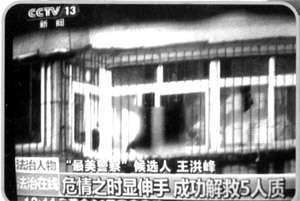 CCTV 13
新闻
法治人物
"最美警察" 候选人 王洪峰
法治在线
危情之时显伸手 成功解救5人质